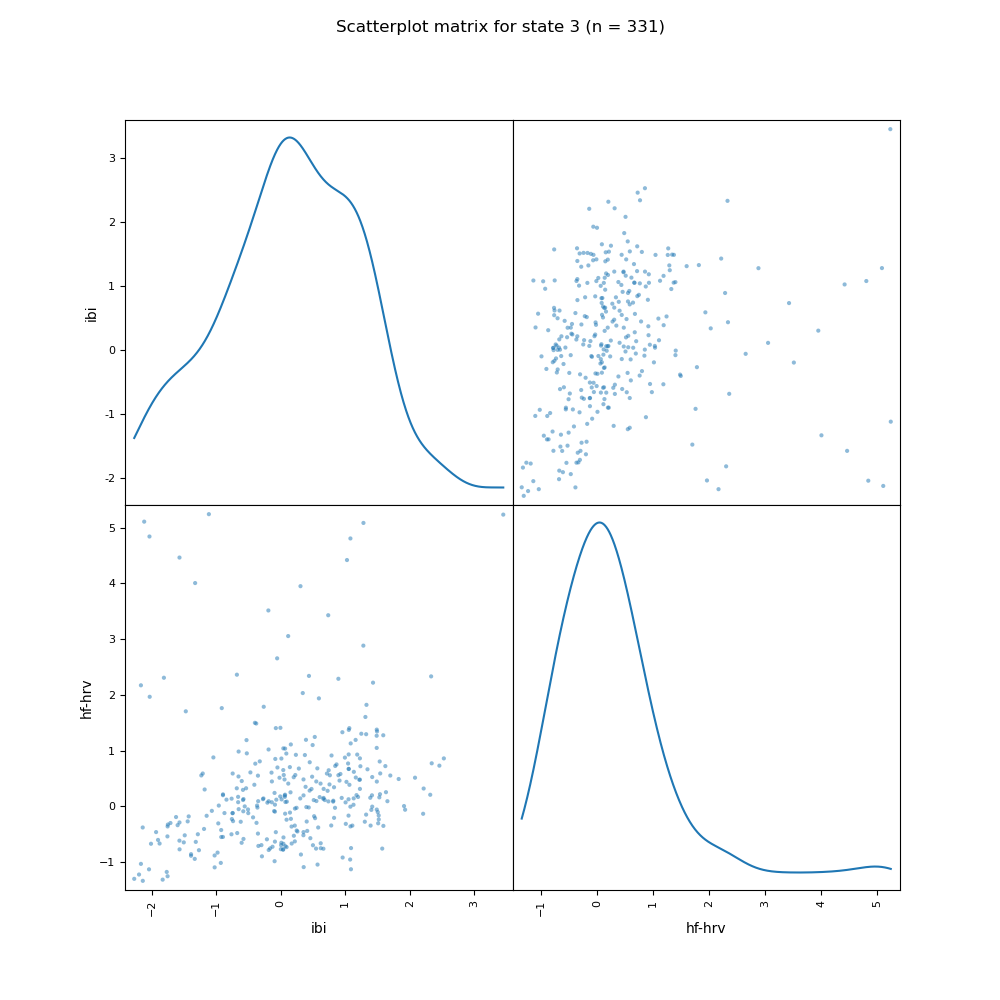 Scatterplot matrix for state 3 (n = 331)
ibi
3
2
1
0
-1
-2
hf-hrv
5
4
3
2
1
0
−1
−2 −1 0 1 2 3
−1 0 1 2 3 4 5
ibi hf-hrv